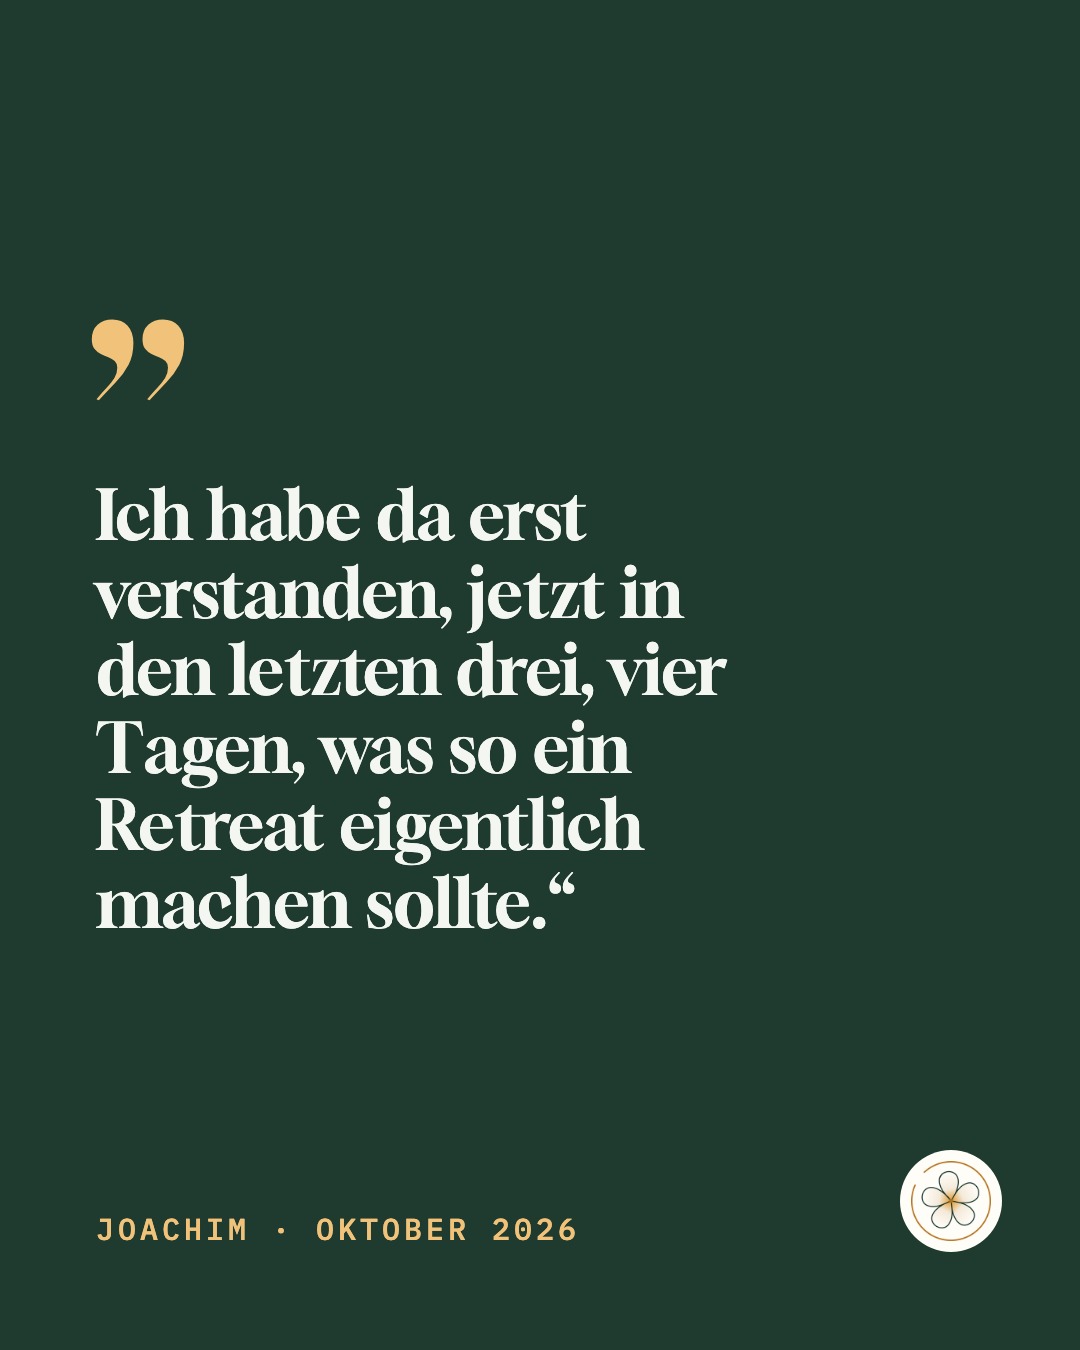 ”
Ich habe da erst
verstanden, jetzt in
den letzten drei, vier
Tagen, was so ein
Retreat eigentlich
machen sollte.“
JOACHIM · OKTOBER 2026